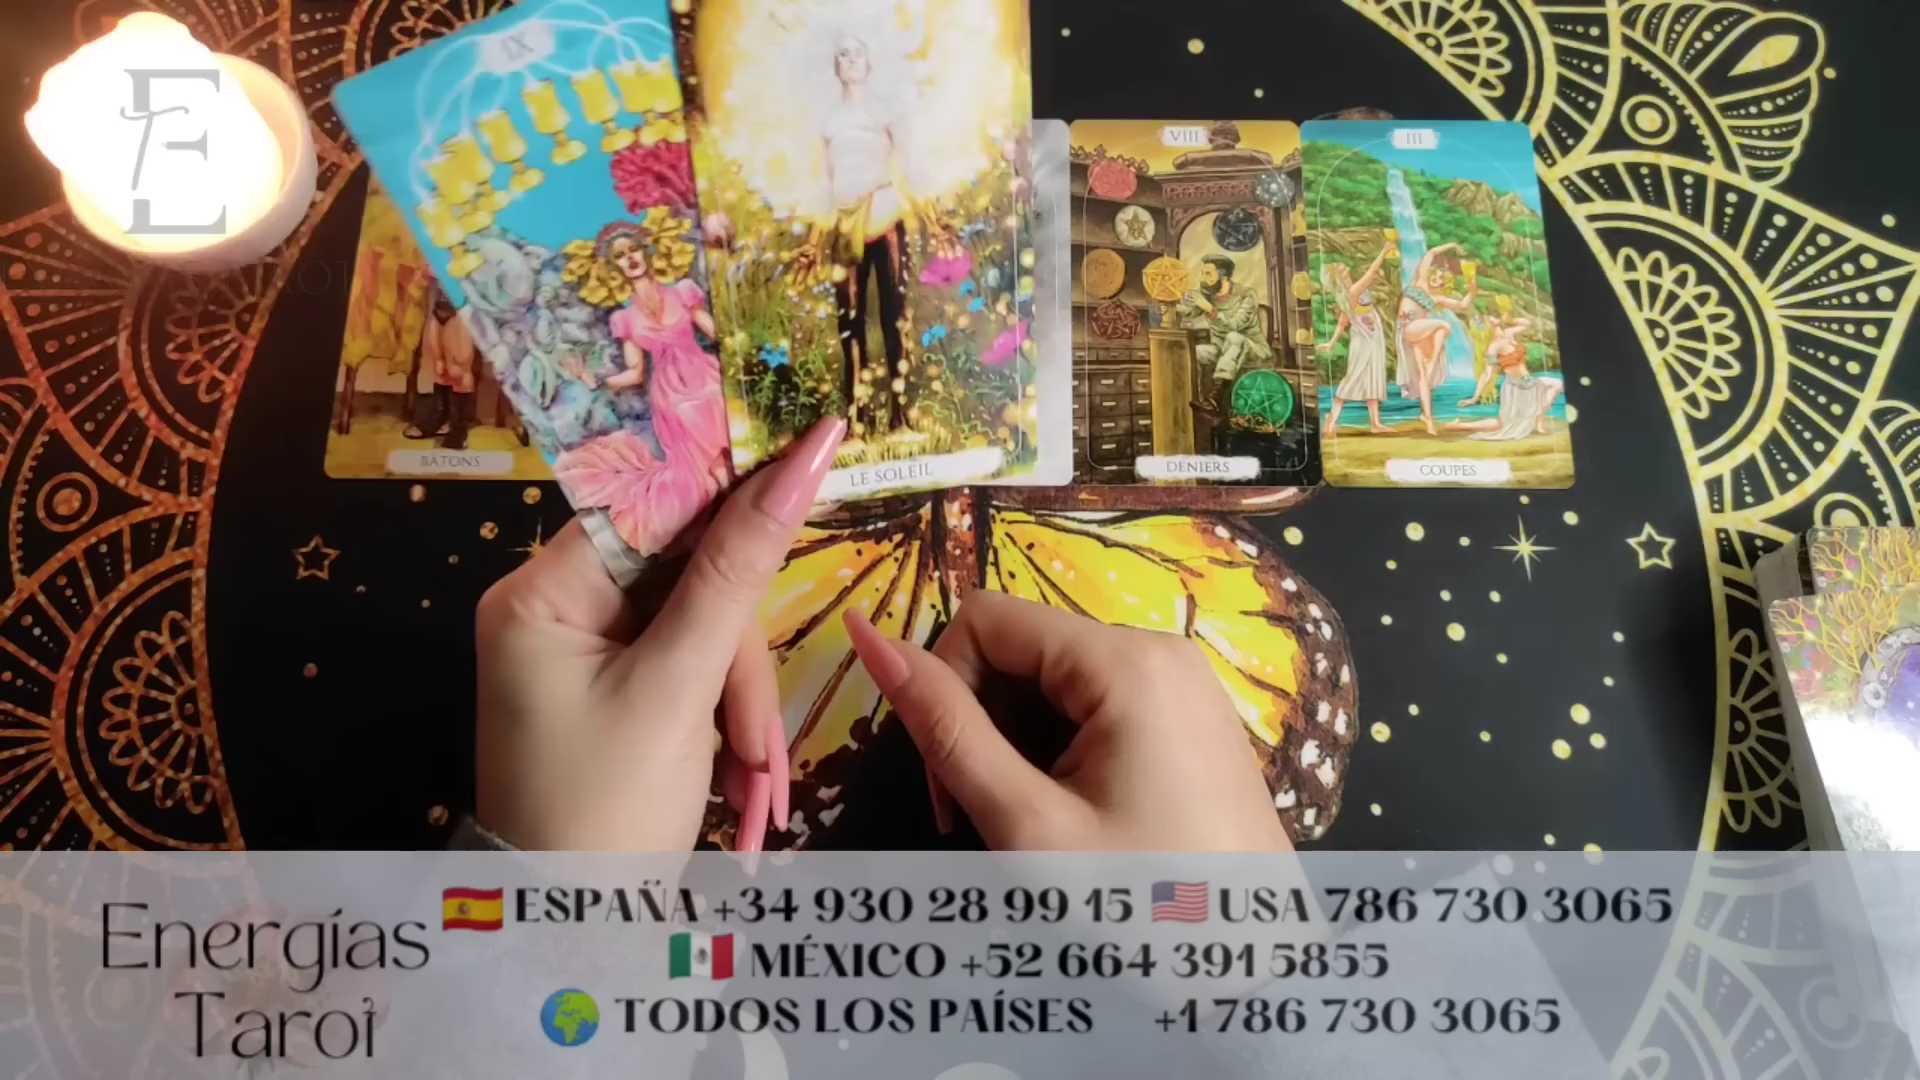 IX
VIII
III
E
T
BATONS
LE SOLEIL
DENIERS
COUPES
Energías
Tarot
ESPAÑA +34 930 28 99 15 USA 786 730 3065
MÉXICO +52 664 391 5855
TODOS LOS PAÍSES +1 786 730 3065